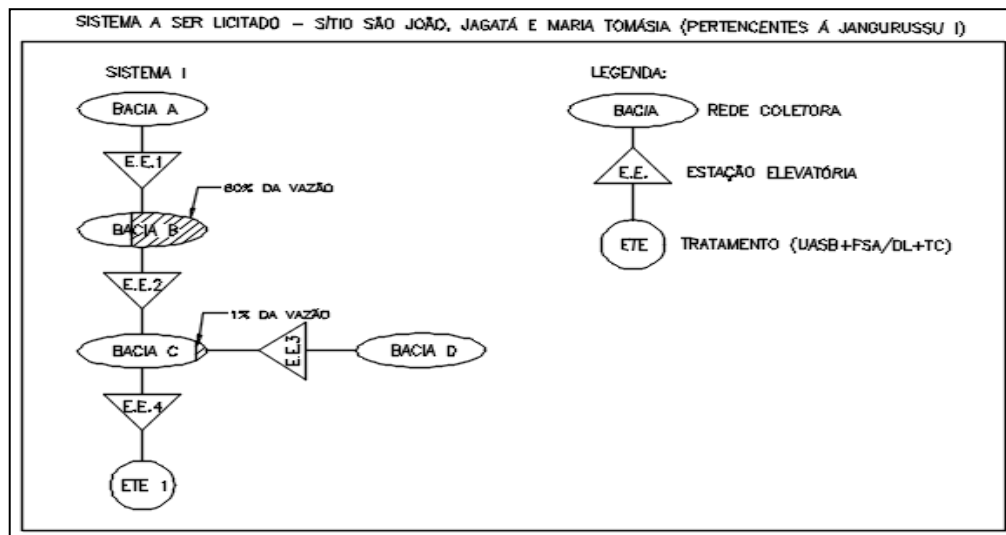 SISTEMA A SER LICITADO – SÍTIO SÃO JOÃO, JAGATÁ E MARIA TOMÁSIA (PERTENCENTES Á JANGURUSSU I)
SISTEMA I
BACIA A
E.E.1
60% DA VAZÃO
BACIA B
E.E.2
1% DA VAZÃO
BACIA C
E.E.3
BACIA D
E.E.4
ETE 1
LEGENDA:
BACIA
REDE COLETORA
E.E.
ESTAÇÃO ELEVATÓRIA
ETE
TRATAMENTO (UASB+FSA/DL+TC)